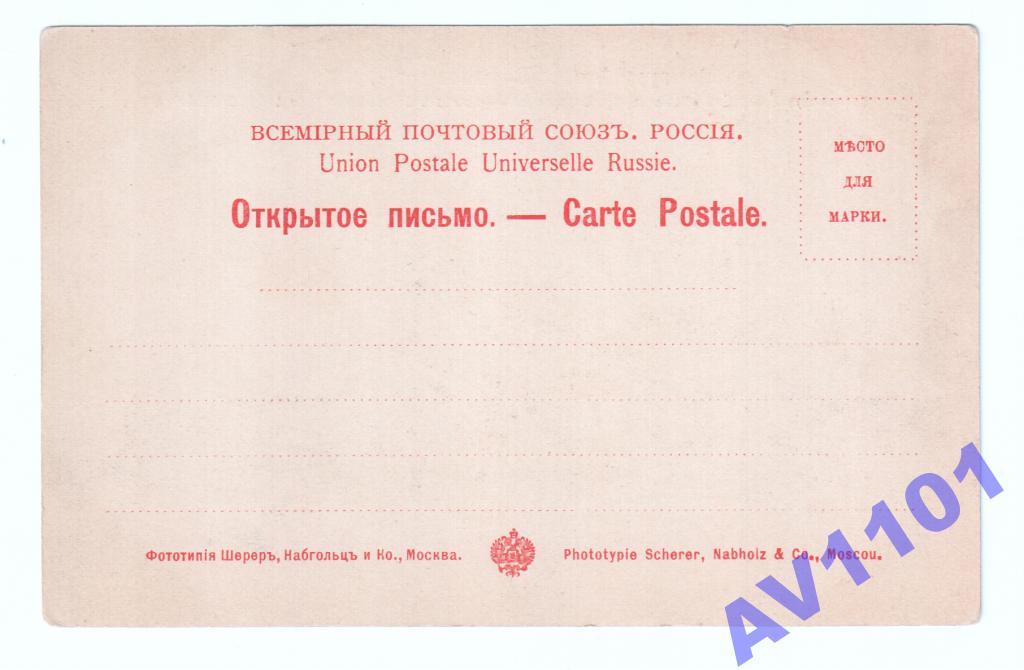 ВСЕМІРНЫЙ ПОЧТОВЫЙ СОЮЗЪ. РОССІЯ.
Union Postale Universelle Russie.
Открытое письмо. — Carte Postale.
МѢСТО
ДЛЯ
МАРКИ.
Фототипія Шереръ, Набгольцъ и Ко., Москва.
Phototypie Scherer, Nabholz & Co., Moscou.
AV1101